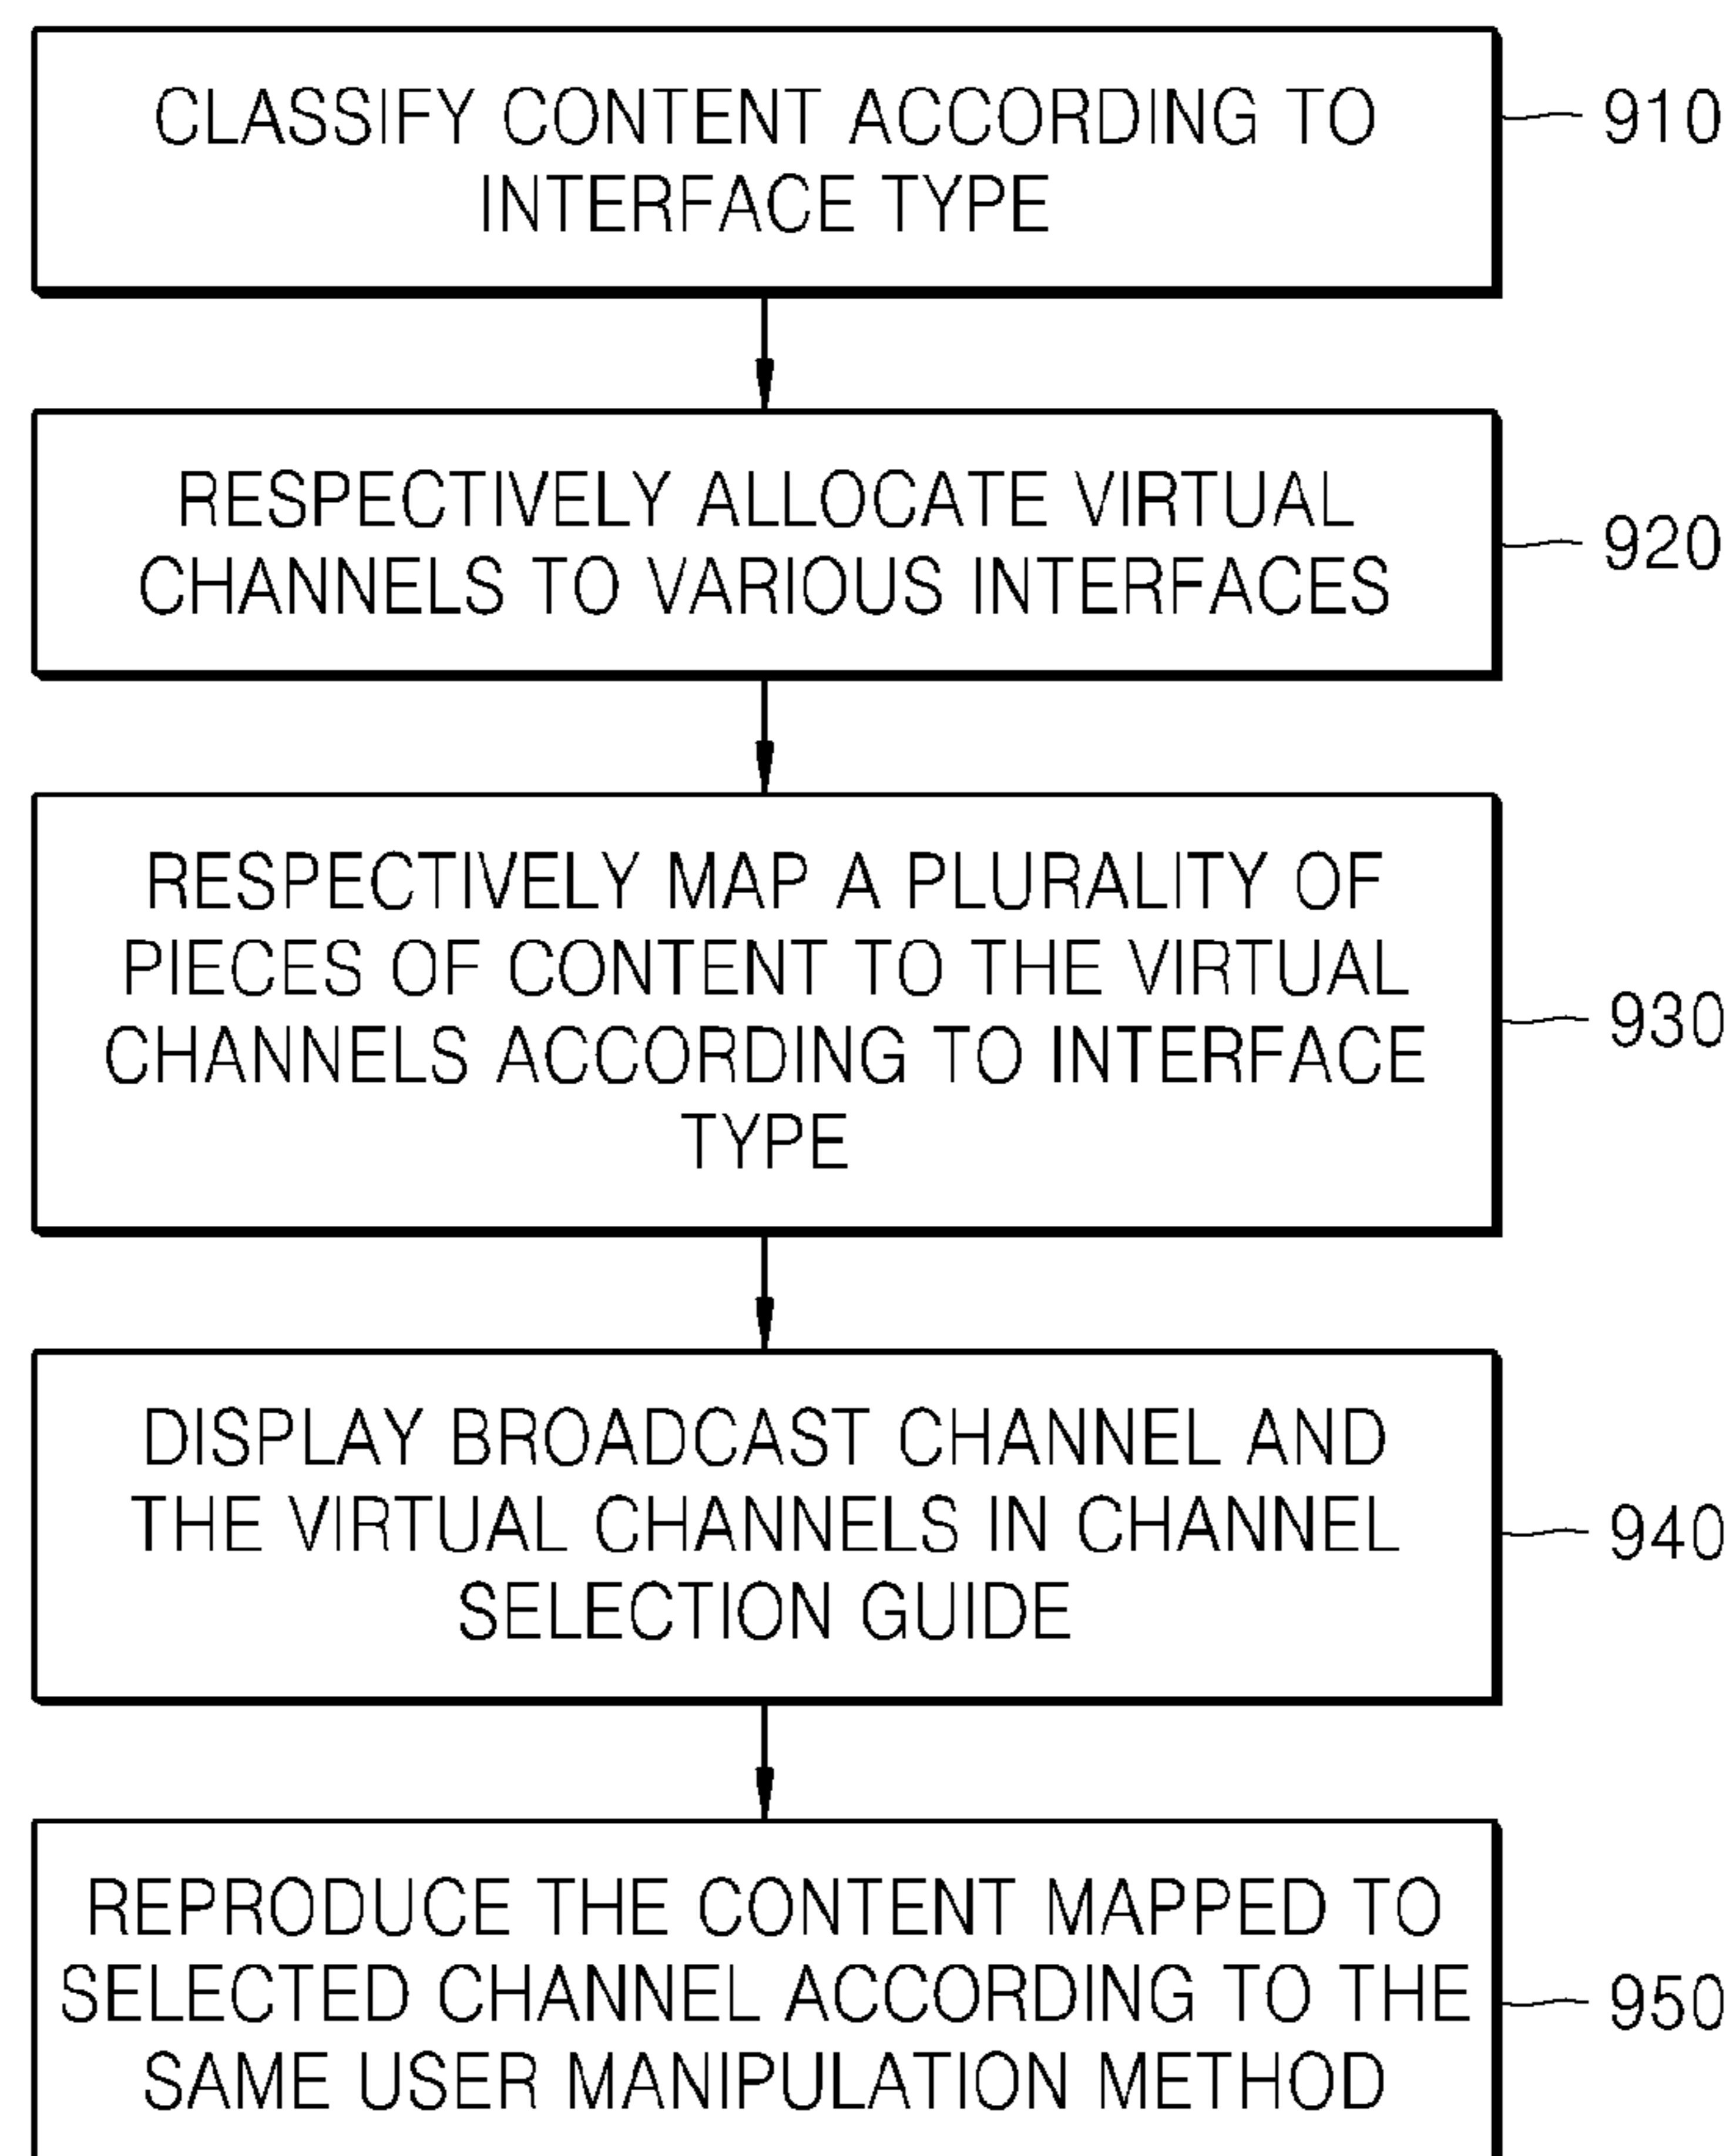 CLASSIFY CONTENT ACCORDING TO
INTERFACE TYPE
910
RESPECTIVELY ALLOCATE VIRTUAL
CHANNELS TO VARIOUS INTERFACES
920
RESPECTIVELY MAP A PLURALITY OF
PIECES OF CONTENT TO THE VIRTUAL
CHANNELS ACCORDING TO INTERFACE
TYPE
930
DISPLAY BROADCAST CHANNEL AND
THE VIRTUAL CHANNELS IN CHANNEL
SELECTION GUIDE
940
REPRODUCE THE CONTENT MAPPED TO
SELECTED CHANNEL ACCORDING TO THE
SAME USER MANIPULATION METHOD
950